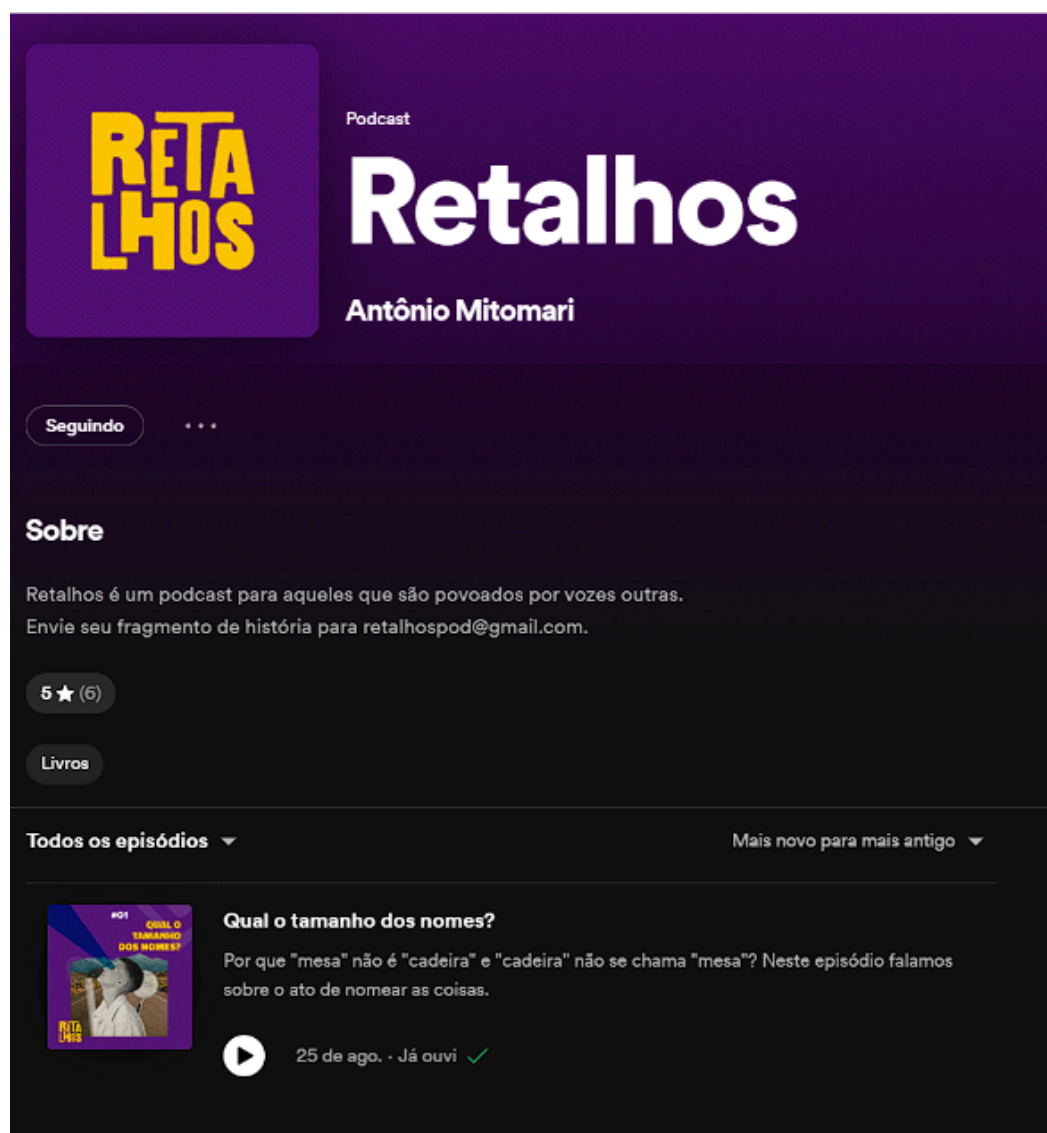 RETA
LHOS
Podcast
Retalhos
Antônio Mitomari
Seguindo
Sobre
Retalhos é um podcast para aqueles que são povoados por vozes outras.
Envie seu fragmento de história para retalhospod@gmail.com.
5 ★ (6)
Livros
Todos os episódios
Mais novo para mais antigo
#01
QUAL O
TAMANHO
DOS NOMES?
RETA
LHOS
Qual o tamanho dos nomes?
Por que "mesa" não é "cadeira" e "cadeira" não se chama "mesa"? Neste episódio falamos
sobre o ato de nomear as coisas.
25 de ago. · Já ouvi